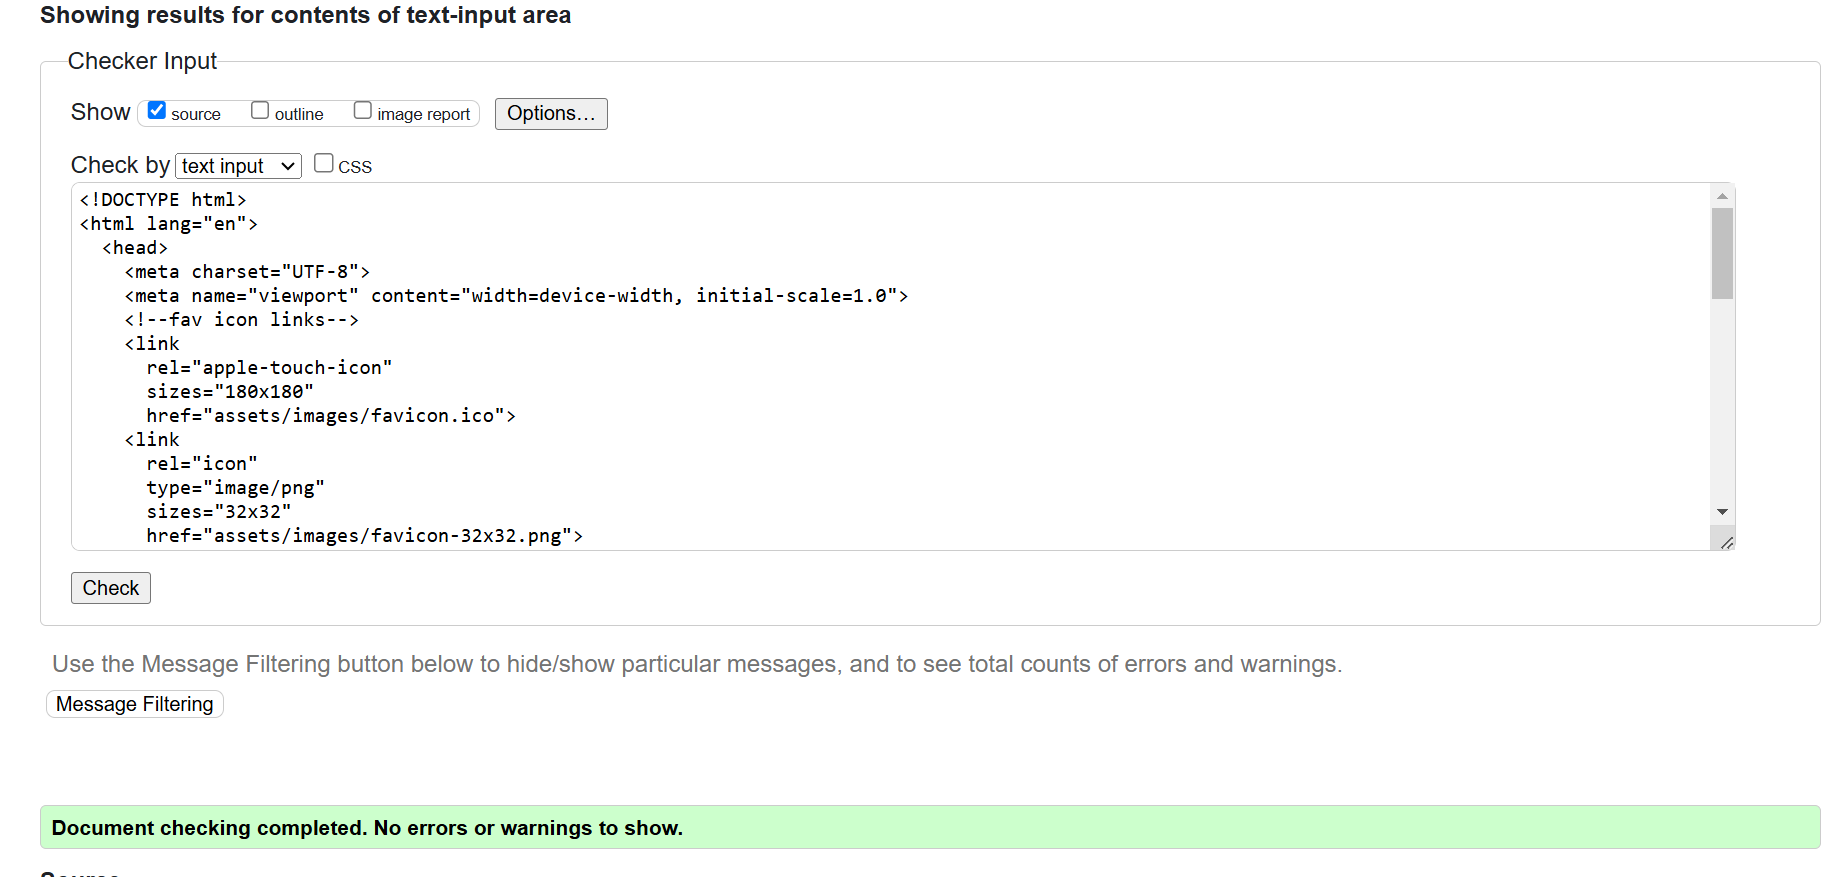 Showing results for contents of text-input area
Checker Input
Show source outline image report Options...
Check by text input CSS
<!DOCTYPE html>
<html lang="en">
  <head>
    <meta charset="UTF-8">
    <meta name="viewport" content="width=device-width, initial-scale=1.0">
    <!--fav icon links-->
    <link
      rel="apple-touch-icon"
      sizes="180x180"
      href="assets/images/favicon.ico">
    <link
      rel="icon"
      type="image/png"
      sizes="32x32"
      href="assets/images/favicon-32x32.png">
Check
Use the Message Filtering button below to hide/show particular messages, and to see total counts of errors and warnings.
Message Filtering
Document checking completed. No errors or warnings to show.